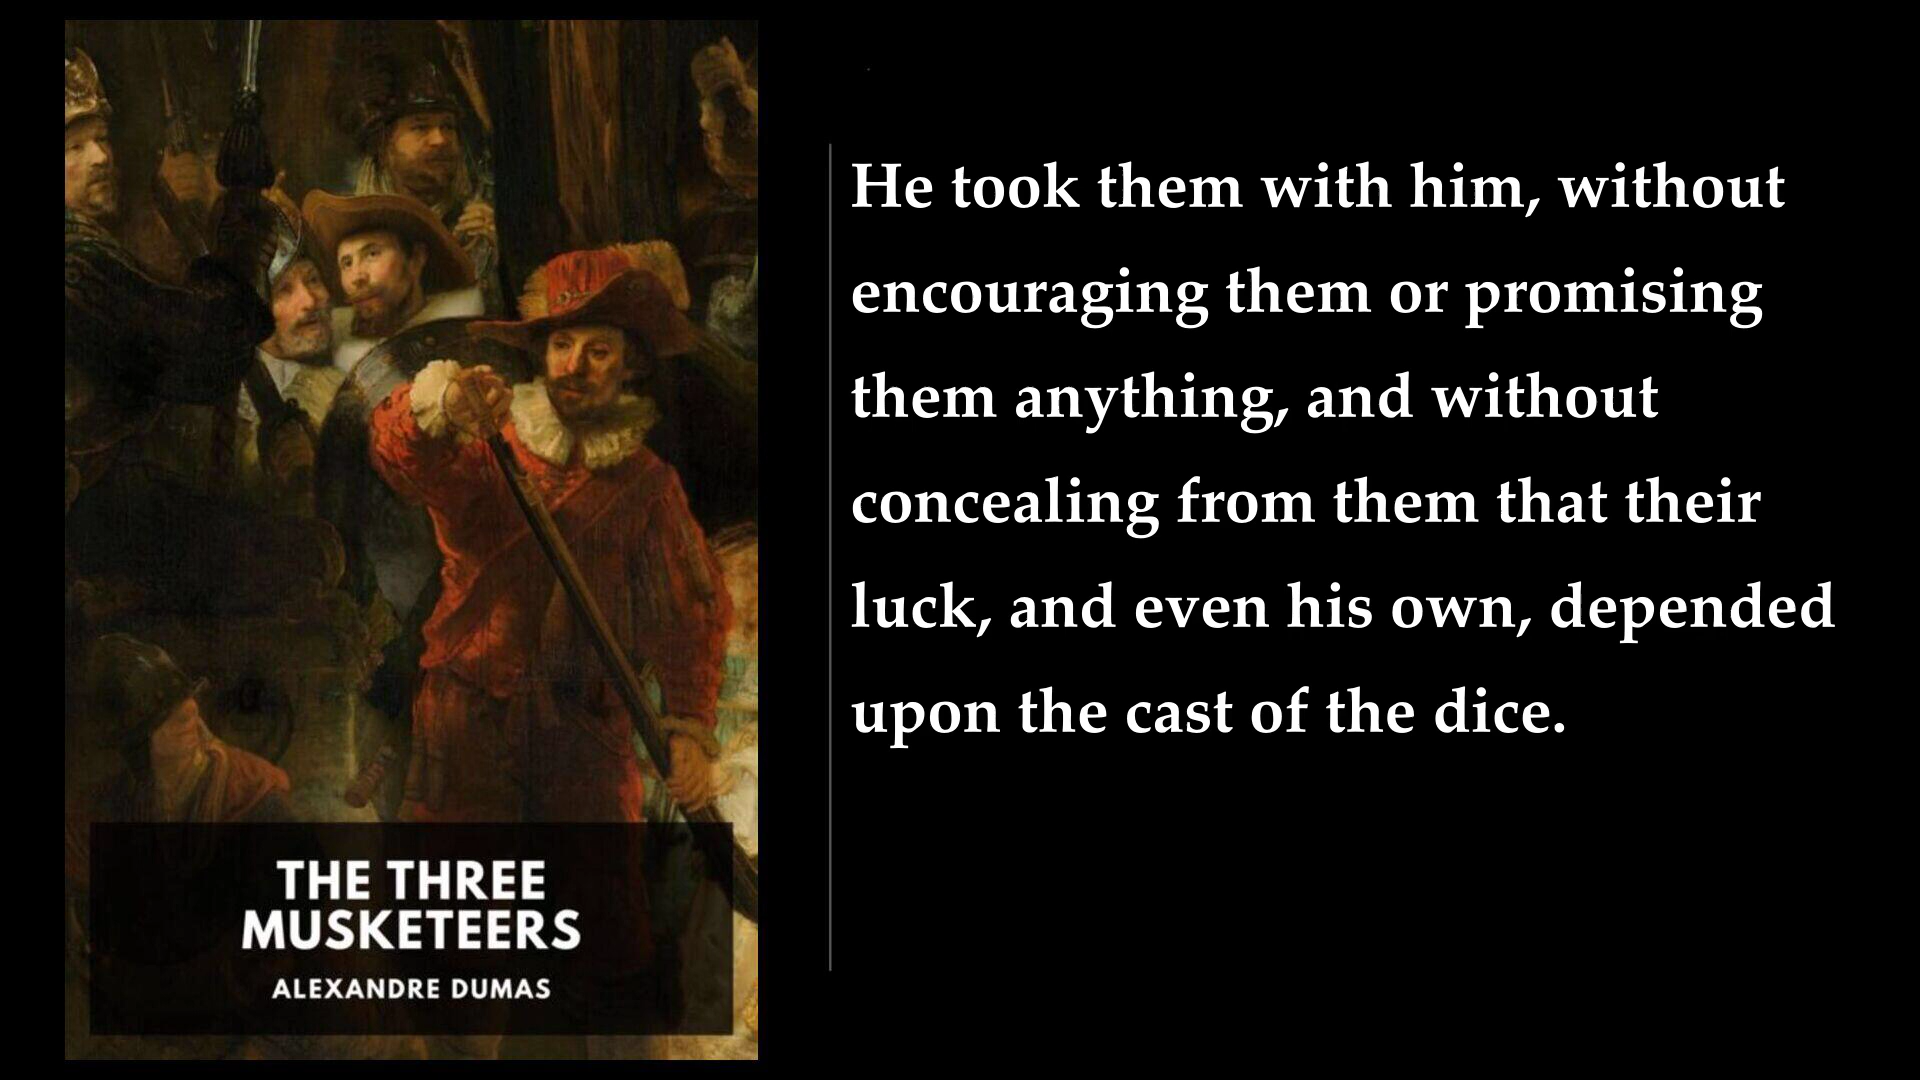 He took them with him, without
encouraging them or promising
them anything, and without
concealing from them that their
luck, and even his own, depended
upon the cast of the dice.
THE THREE
MUSKETEERS
ALEXANDRE DUMAS